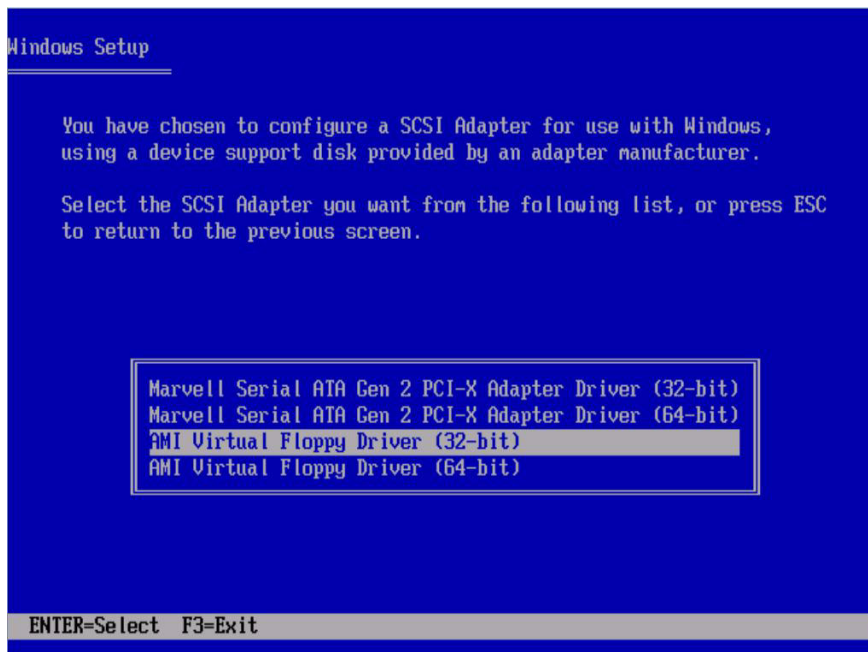 Windows Setup
You have chosen to configure a SCSI Adapter for use with Windows,
using a device support disk provided by an adapter manufacturer.
Select the SCSI Adapter you want from the following list, or press ESC
to return to the previous screen.
Marvell Serial ATA Gen 2 PCI-X Adapter Driver (32-bit)
Marvell Serial ATA Gen 2 PCI-X Adapter Driver (64-bit)
AMI Virtual Floppy Driver (32-bit)
AMI Virtual Floppy Driver (64-bit)
ENTER=Select F3=Exit